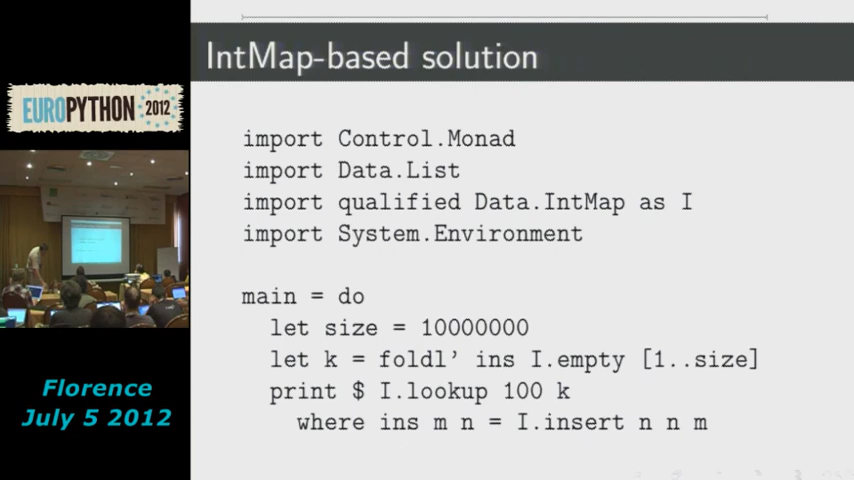 IntMap-based solution
EUROPYTHON 2012
import Control.Monad
import Data.List
import qualified Data.IntMap as I
import System.Environment
main = do
let size = 10000000
let k = foldl’ ins I.empty [1..size]
print $ I.lookup 100 k
where ins m n = I.insert n n m
Florence
July 5 2012